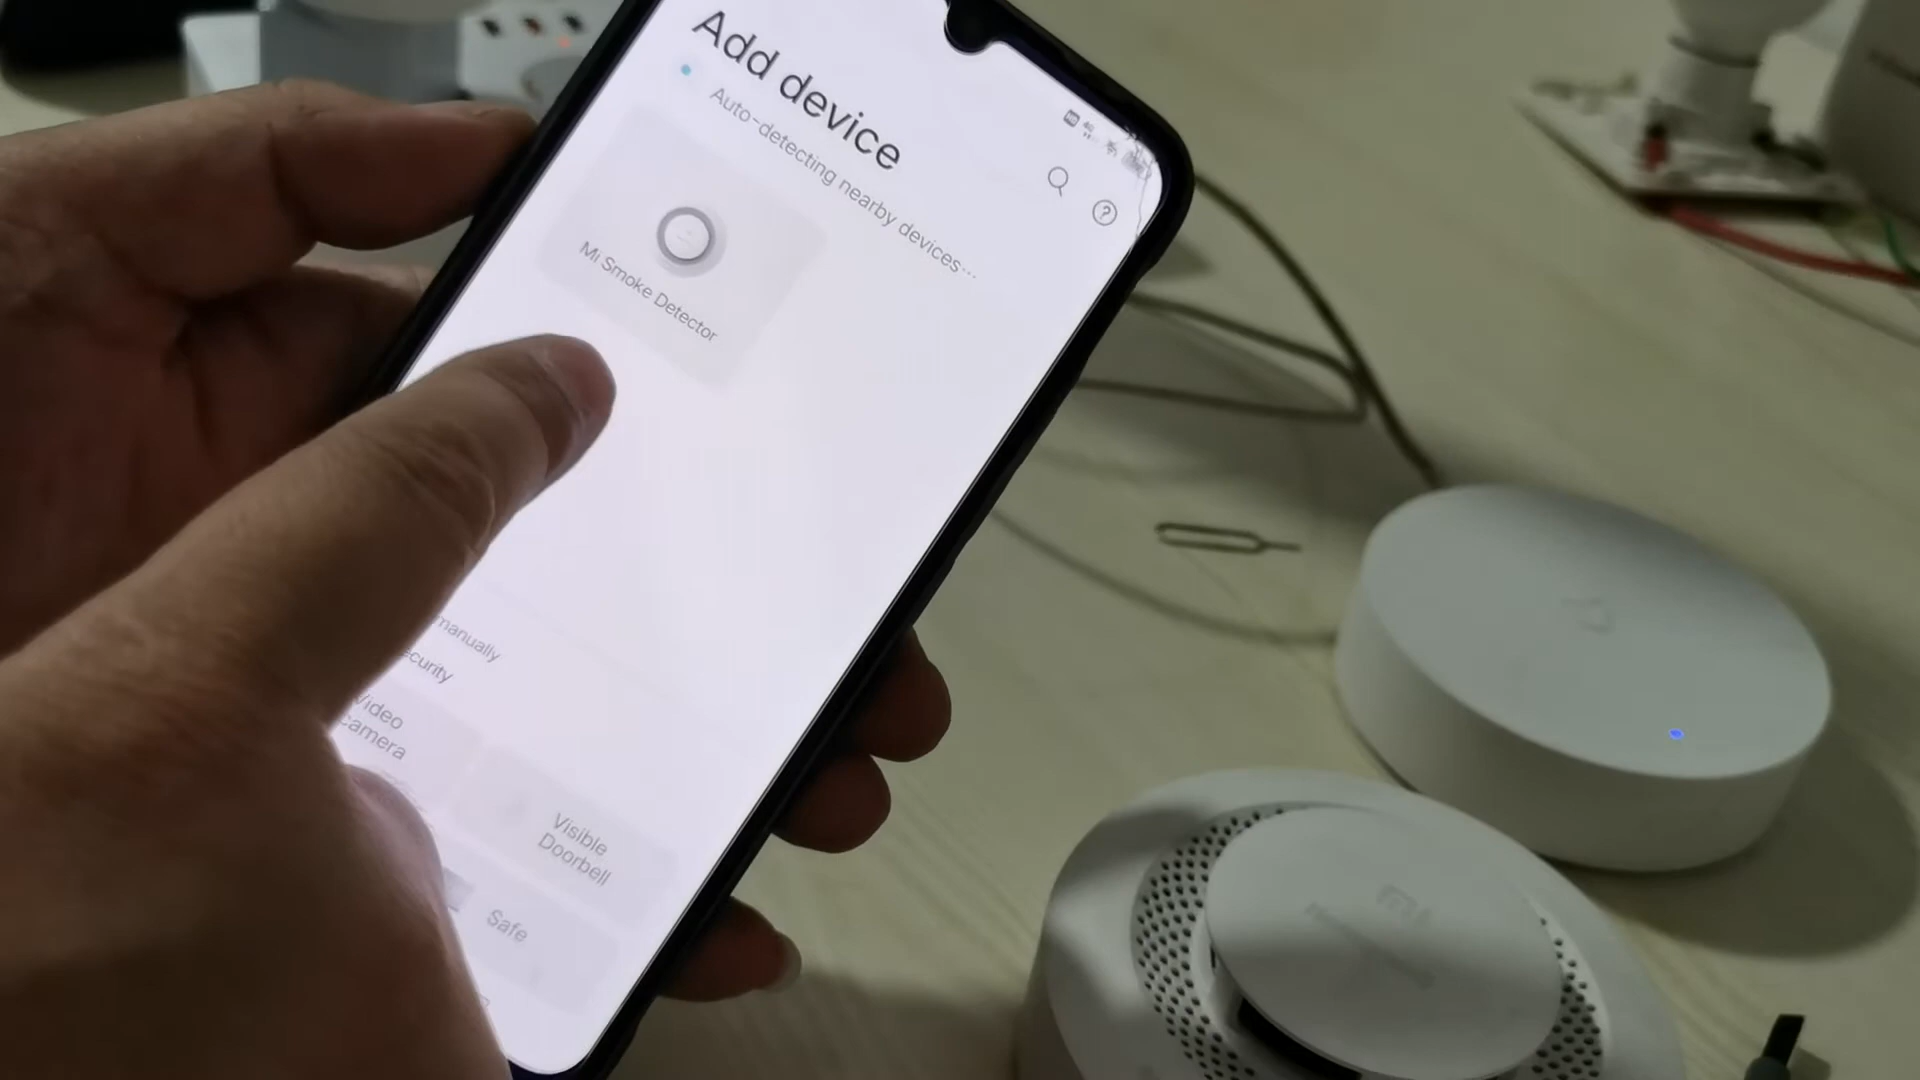 Add device
Auto-detecting nearby devices...
Mi Smoke Detector
manually
ecurity
Video
camera
Visible
Doorbell
Safe